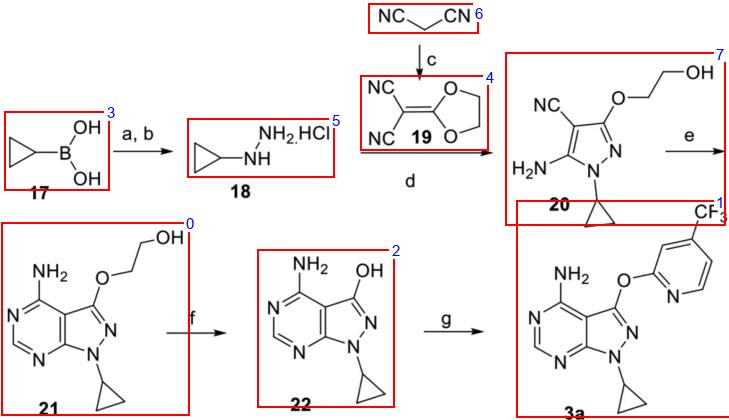 NC CN 6
c
7
OH
3
OH
B
OH
17
a, b
5
NH2.HCl
NH
18
4
NC
O
NC
O
19
d
O
NC
N
H2N
N
20
e
0
OH
NH2
O
N
N
N
N
21
f
2
NH2
OH
N
N
N
N
22
g
1
CF3
NH2
O
N
N
N
N
N
3a